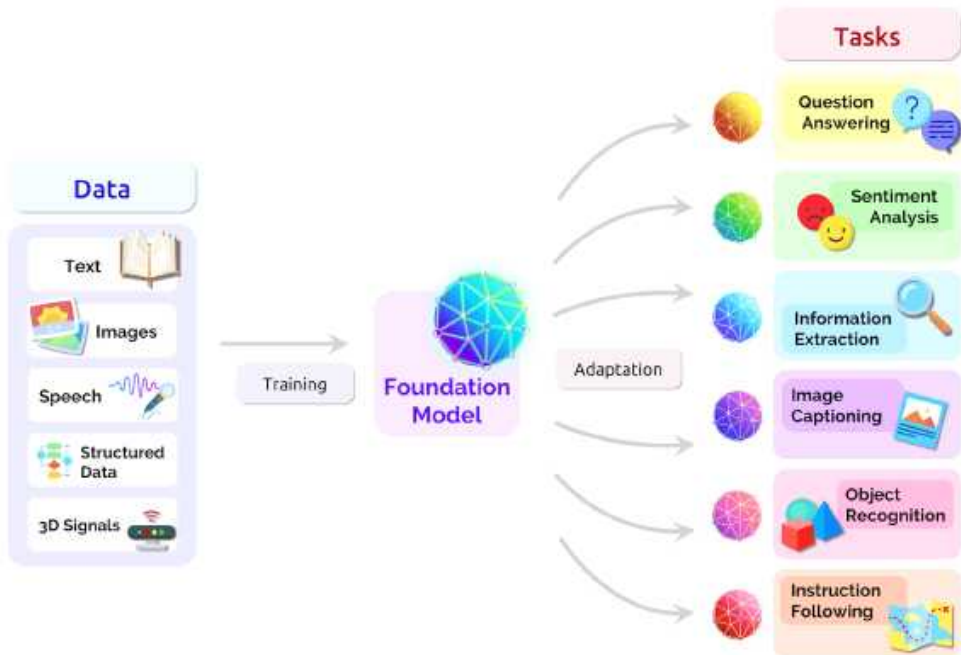 Data
Text
Images
Speech
Structured
Data
3D Signals
Training
Foundation
Model
Adaptation
Tasks
Question
Answering
Sentiment
Analysis
Information
Extraction
Image
Captioning
Object
Recognition
Instruction
Following